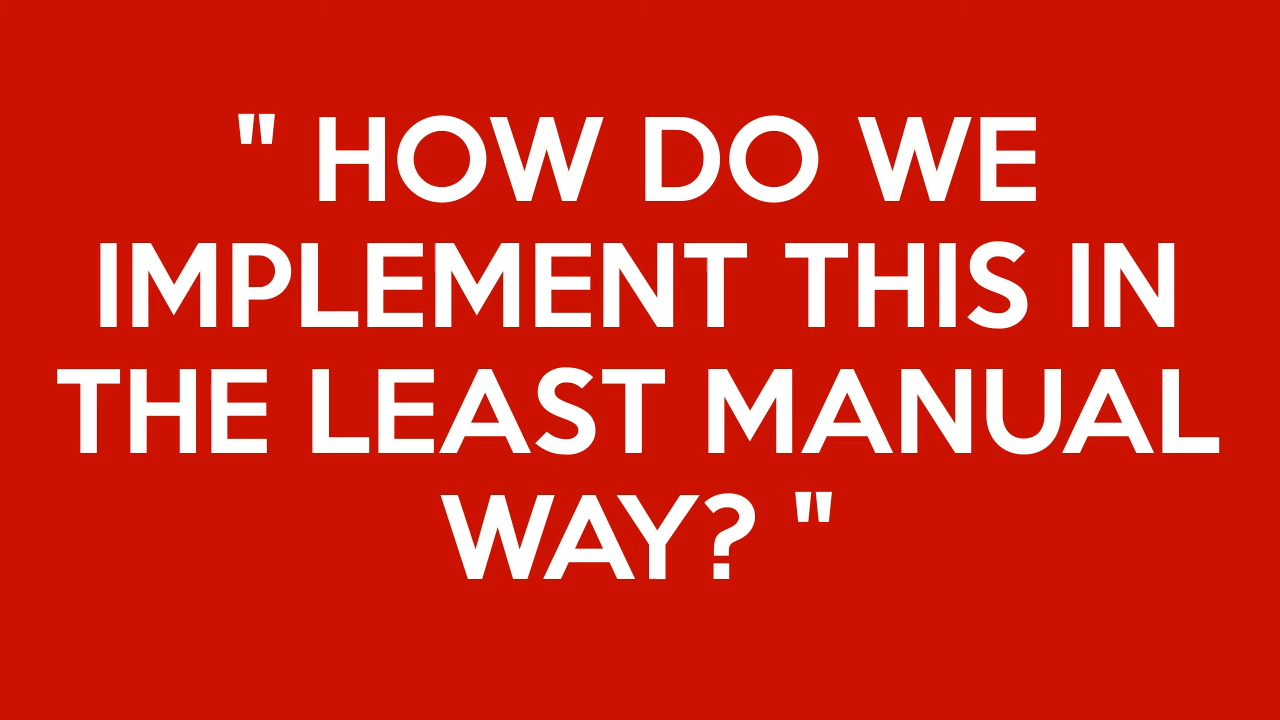 " HOW DO WE
IMPLEMENT THIS IN
THE LEAST MANUAL
WAY? "